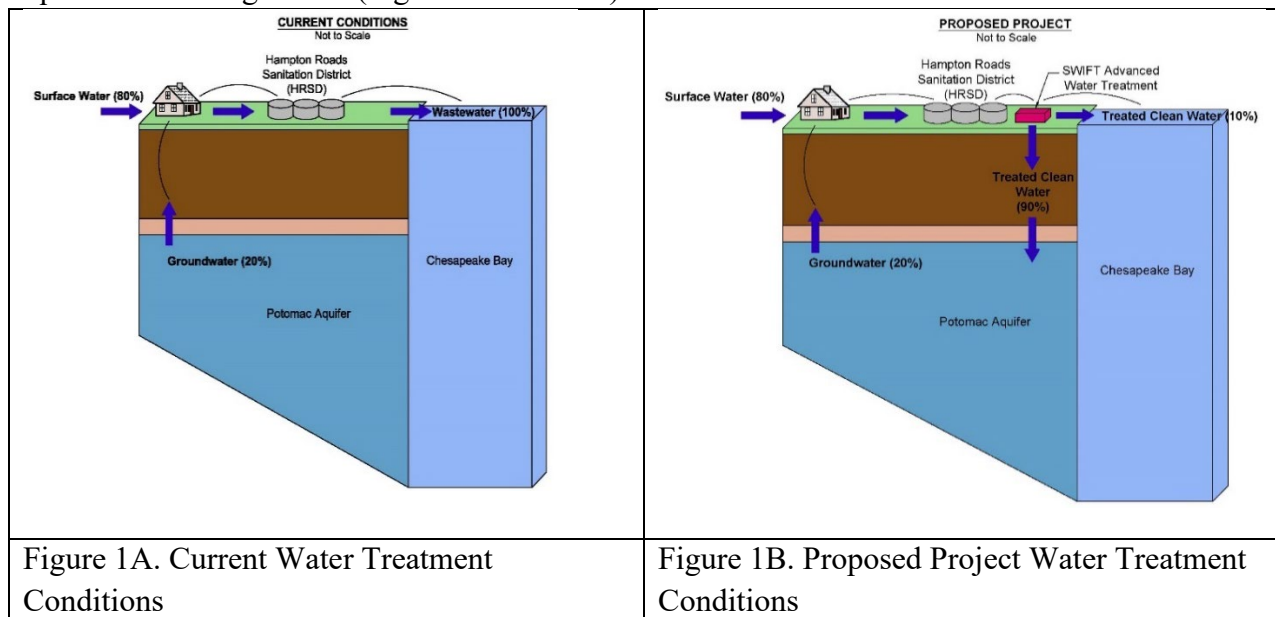 CURRENT CONDITIONS
Not to Scale
Hampton Roads
Sanitation District
(HRSD)
Surface Water (80%)
Wastewater (100%)
Groundwater (20%)
Chesapeake Bay
Potomac Aquifer
PROPOSED PROJECT
Not to Scale
Hampton Roads
Sanitation District
(HRSD)
SWIFT Advanced
Water Treatment
Surface Water (80%)
Treated Clean Water (10%)
Treated Clean
Water
(90%)
Groundwater (20%)
Chesapeake Bay
Potomac Aquifer
Figure 1A. Current Water Treatment
Conditions
Figure 1B. Proposed Project Water Treatment
Conditions